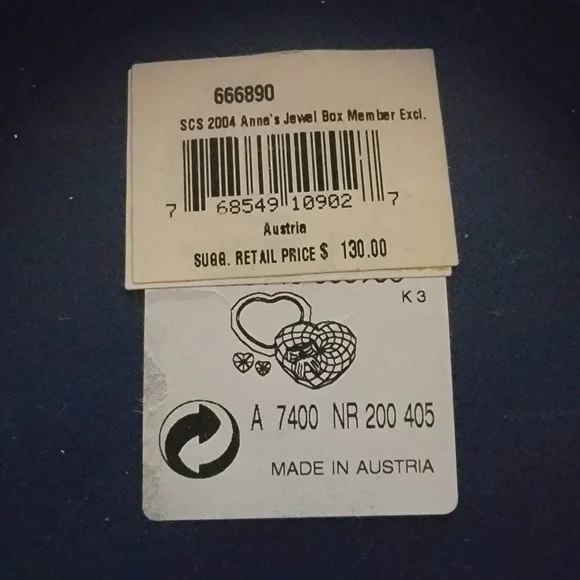 666890
SCS 2004 Anna's Jewel Box Member Excl.
7 68549 10902 7
Austria
SUGG. RETAIL PRICE $ 130.00
K 3
A 7400 NR 200 405
MADE IN AUSTRIA